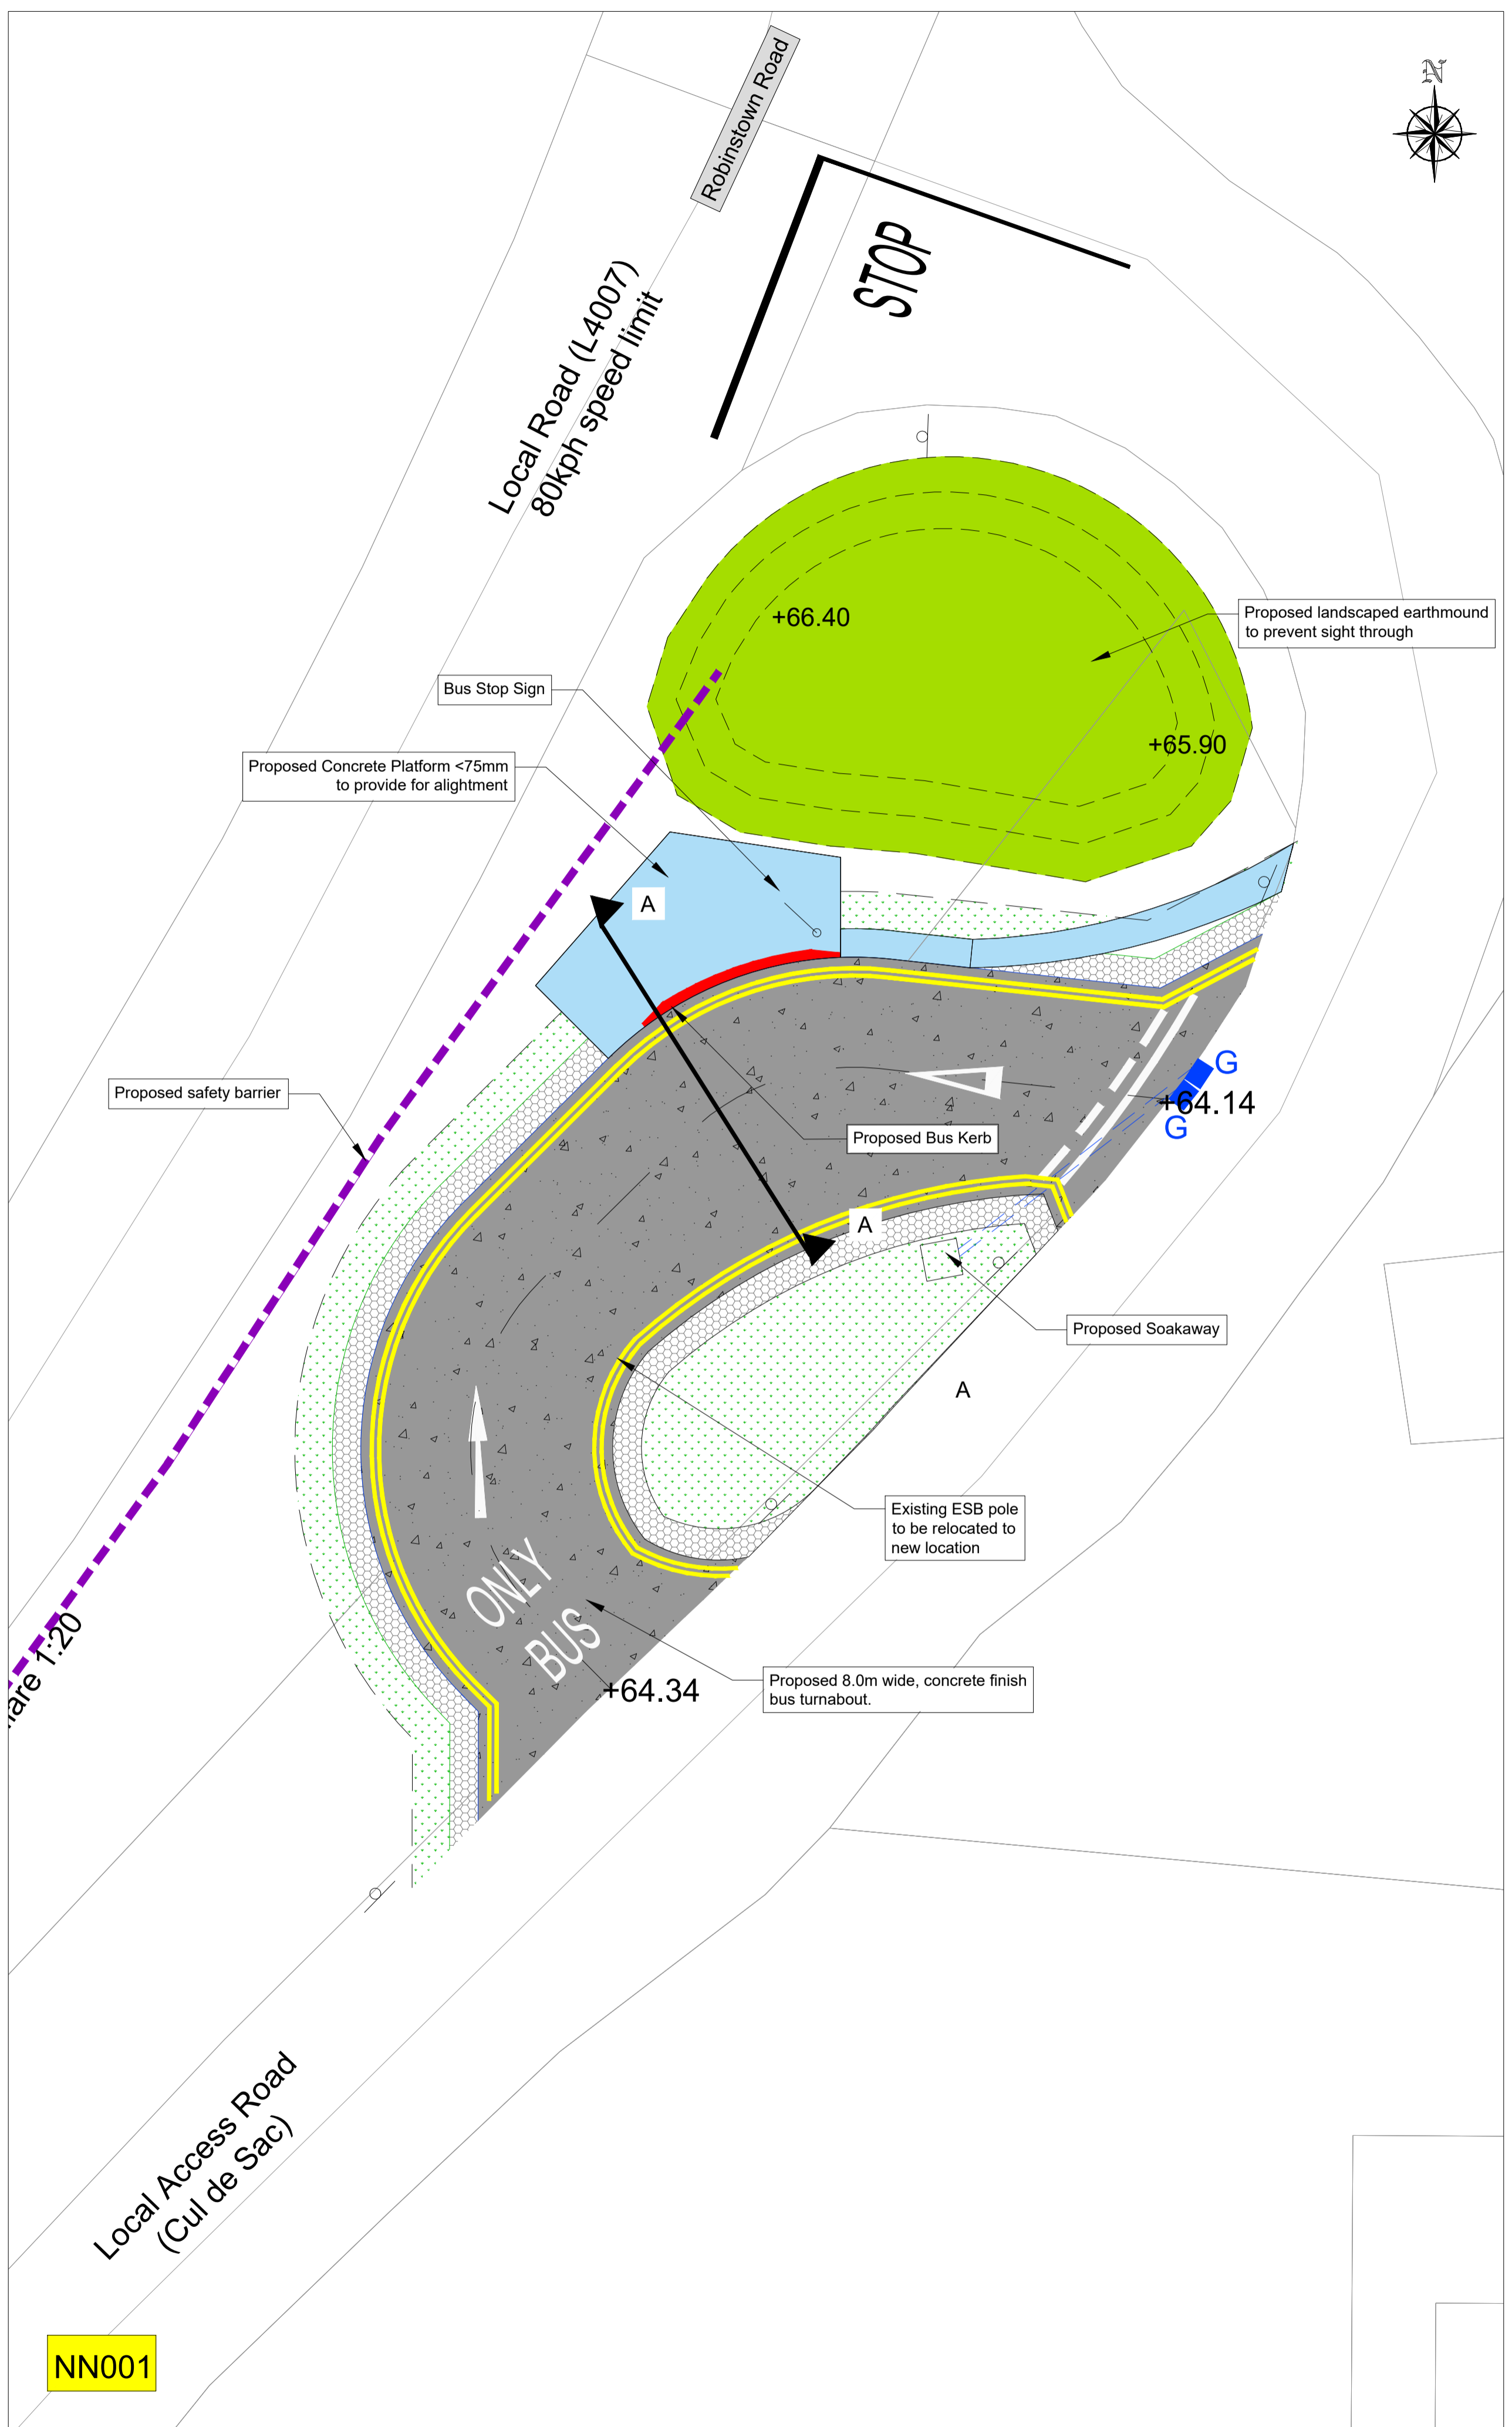 N
Robinstown Road
STOP
Local Road (L4007)
80kph speed limit
+66.40
Proposed landscaped earthmound
to prevent sight through
Bus Stop Sign
+65.90
Proposed Concrete Platform <75mm
to provide for alightment
A
G
+64.14
G
Proposed safety barrier
Proposed Bus Kerb
A
Proposed Soakaway
A
Existing ESB pole
to be relocated to
new location
ONLY
BUS
1:20
+64.34
Proposed 8.0m wide, concrete finish
bus turnabout.
Local Access Road
(Cul de Sac)
NN001